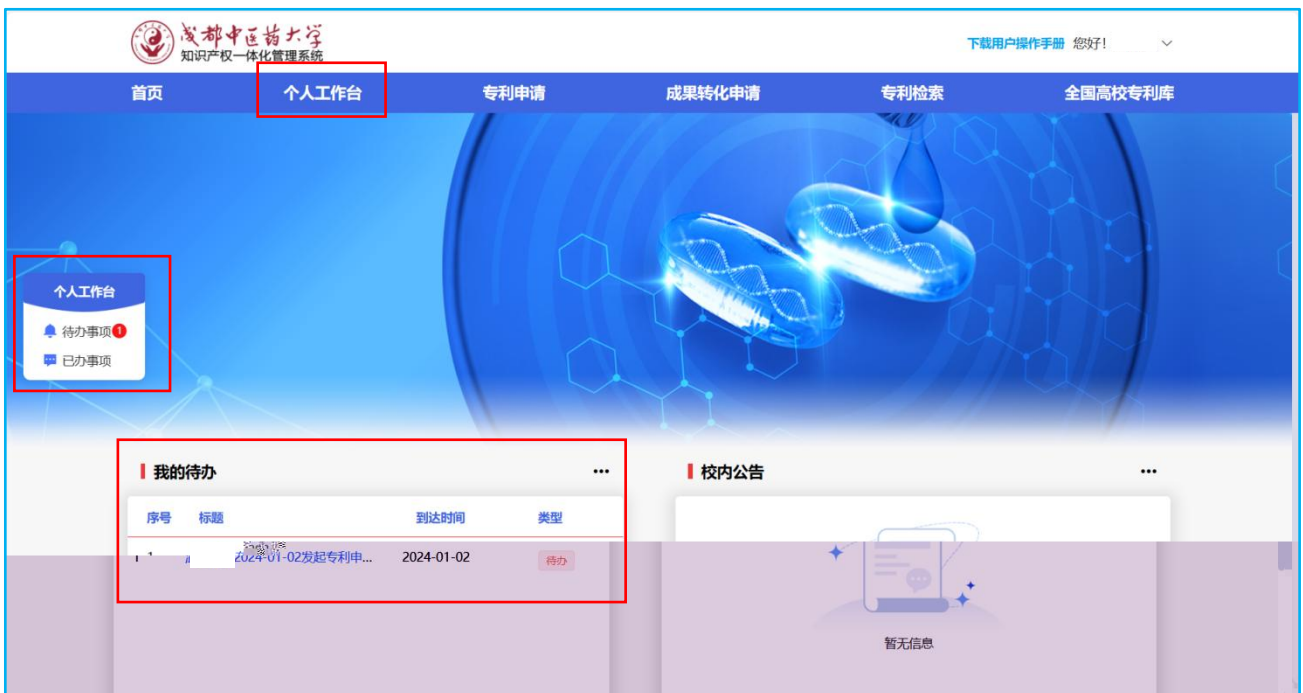 成都中医药大学
知识产权一体化管理系统
下载用户操作手册 您好！
首页 个人工作台 专利申请 成果转化申请 专利检索 全国高校专利库
个人工作台
待办事项 1
已办事项
我的待办
序号 标题 到达时间 类型
1 2024-01-02发起专利申... 2024-01-02 待办
校内公告
暂无信息